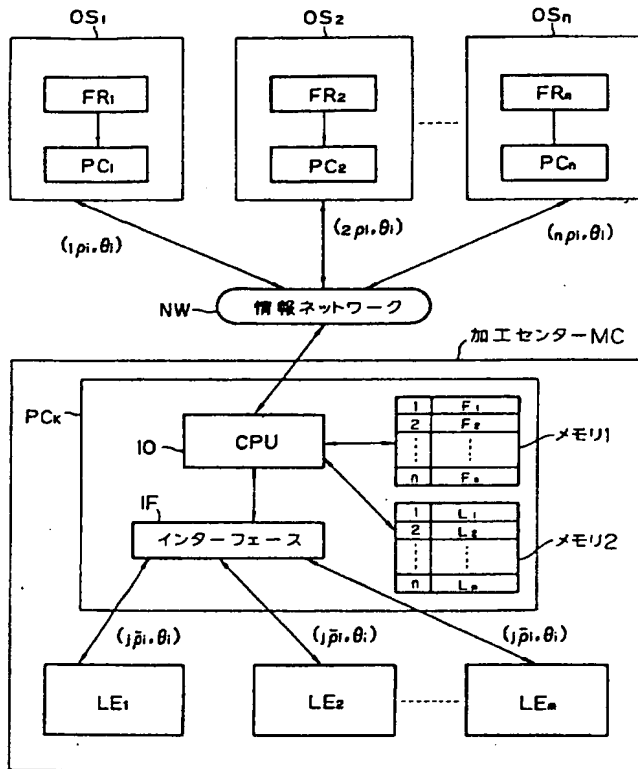 OS₁ OS₂ OSₙ
FR₁ FR₂ FRₙ
PC₁ PC₂ PCₙ
(₁ρi,θi) (₂ρi,θi) (ₙρi,θi)
NW 情報ネットワーク
加工センターMC
PCK
10 CPU
1 F₁
2 F₂
n Fₙ
メモリ1
IF
インターフェース
1 L₁
2 L₂
n Lₙ
メモリ2
(jρ̄i,θi) (jρ̄i,θi) (jρ̄i,θi)
LE₁ LE₂ LEₘ